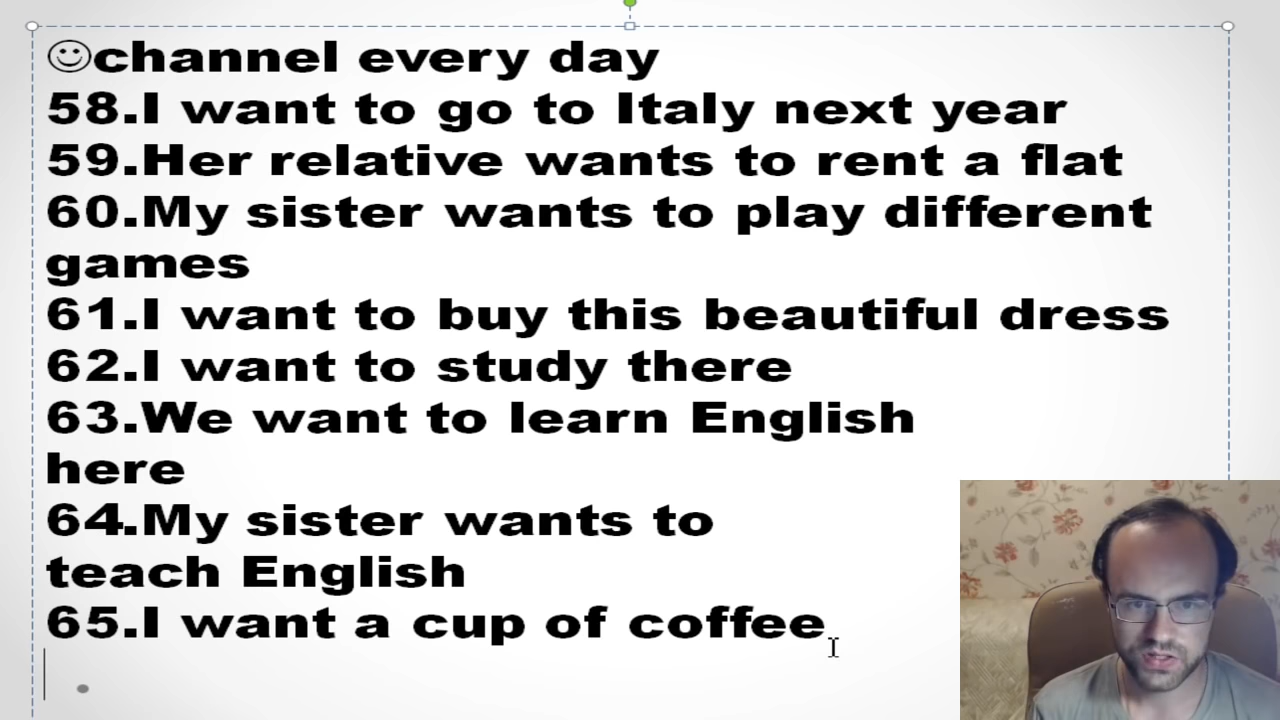 ☺channel every day
58.I want to go to Italy next year
59.Her relative wants to rent a flat
60.My sister wants to play different
games
61.I want to buy this beautiful dress
62.I want to study there
63.We want to learn English
here
64.My sister wants to
teach English
65.I want a cup of coffee